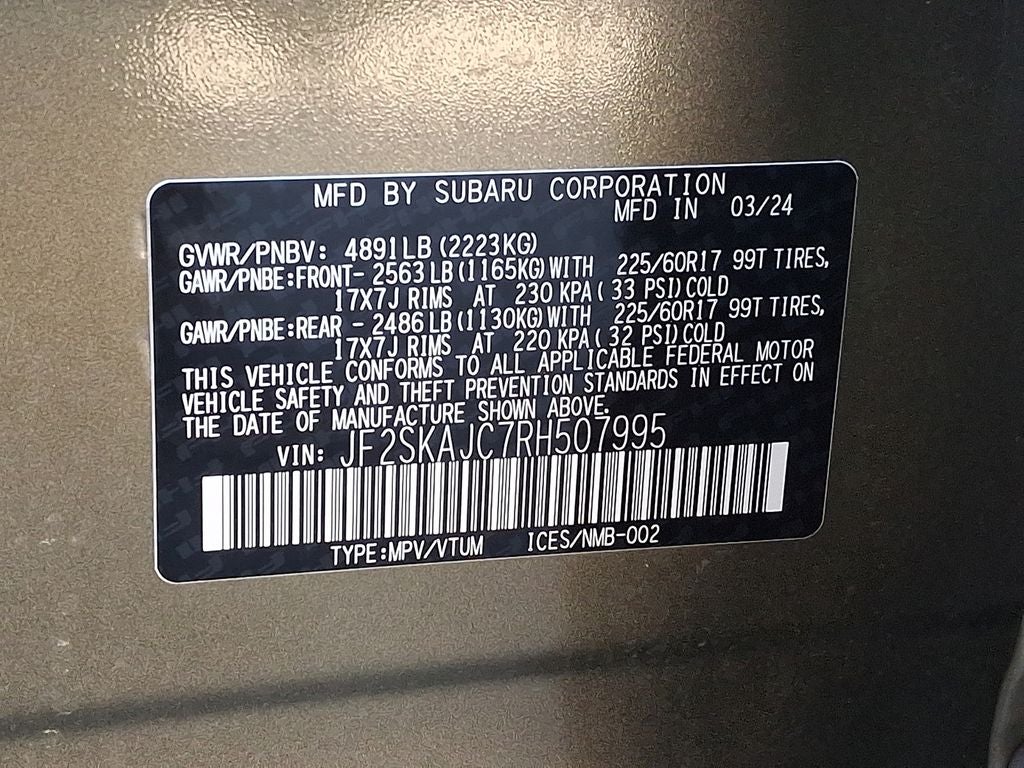 MFD BY SUBARU CORPORATION
MFD IN 03/24
GVWR/PNBV: 4891LB(2223KG)
GAWR/PNBE:FRONT- 2563LB(1165KG)WITH 225/60R17 99T TIRES,
17X7J RIMS AT 230 KPA( 33 PSI)COLD
GAWR/PNBE:REAR - 2486LB(1130KG)WITH 225/60R17 99T TIRES,
17X7J RIMS AT 220 KPA( 32 PSI)COLD
THIS VEHICLE CONFORMS TO ALL APPLICABLE FEDERAL MOTOR
VEHICLE SAFETY AND THEFT PREVENTION STANDARDS IN EFFECT ON
THE DATE OF MANUFACTURE SHOWN ABOVE.
VIN: JF2SKAJC7RH507995
TYPE:MPV/VTUM ICES/NMB-002